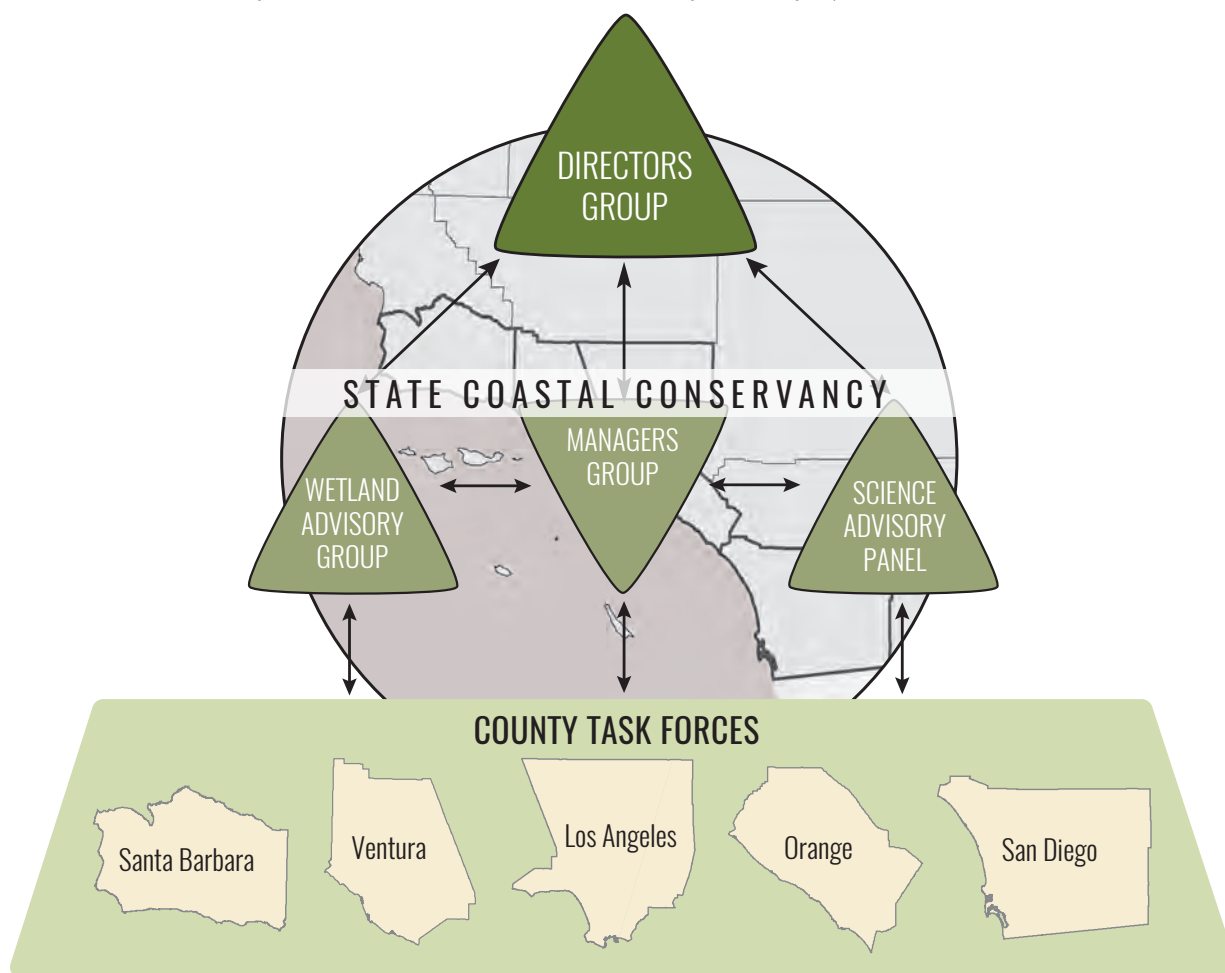 DIRECTORS
GROUP
STATE COASTAL CONSERVANCY
MANAGERS
GROUP
WETLAND
ADVISORY
GROUP
SCIENCE
ADVISORY
PANEL
COUNTY TASK FORCES
Santa Barbara
Ventura
Los Angeles
Orange
San Diego